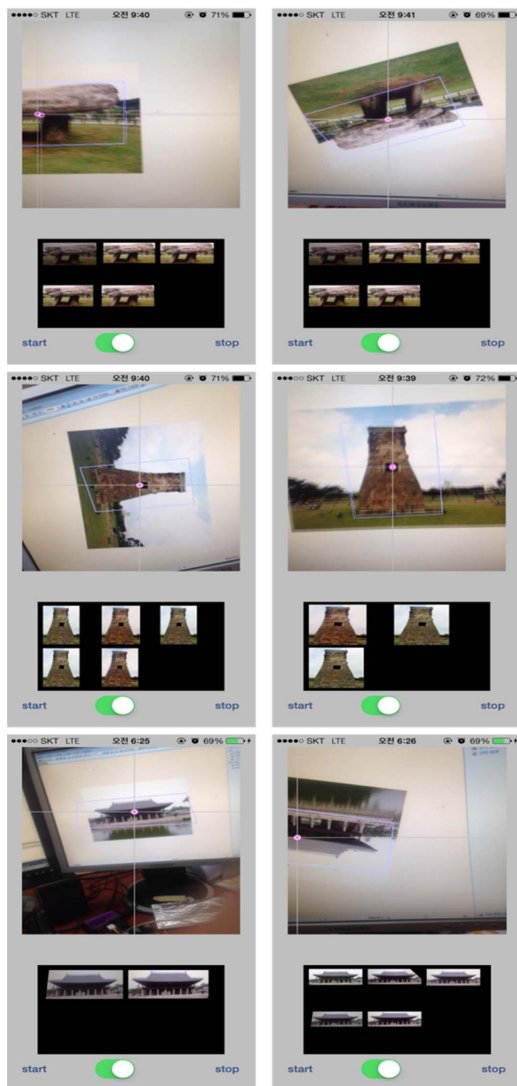 SKT LTE 오전 9:40 71%
start stop
SKT LTE 오전 9:41 69%
start stop
SKT LTE 오전 9:40 71%
start stop
SKT LTE 오전 9:39 72%
start stop
SKT LTE 오전 6:25 69%
start stop
SKT LTE 오전 6:26 69%
start stop